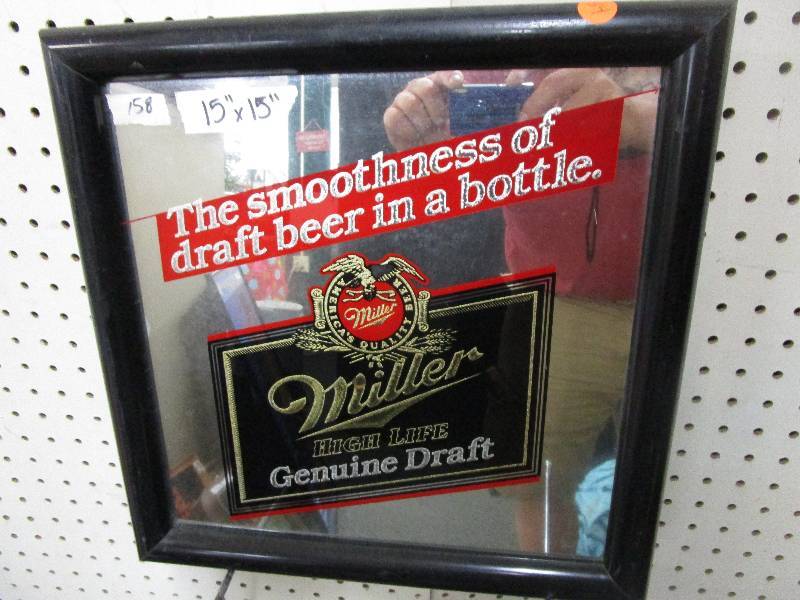 158
15"x15"
The smoothness of
draft beer in a bottle.
AMERICA'S QUALITY BEER
Miller
Miller
HIGH LIFE
Genuine Draft